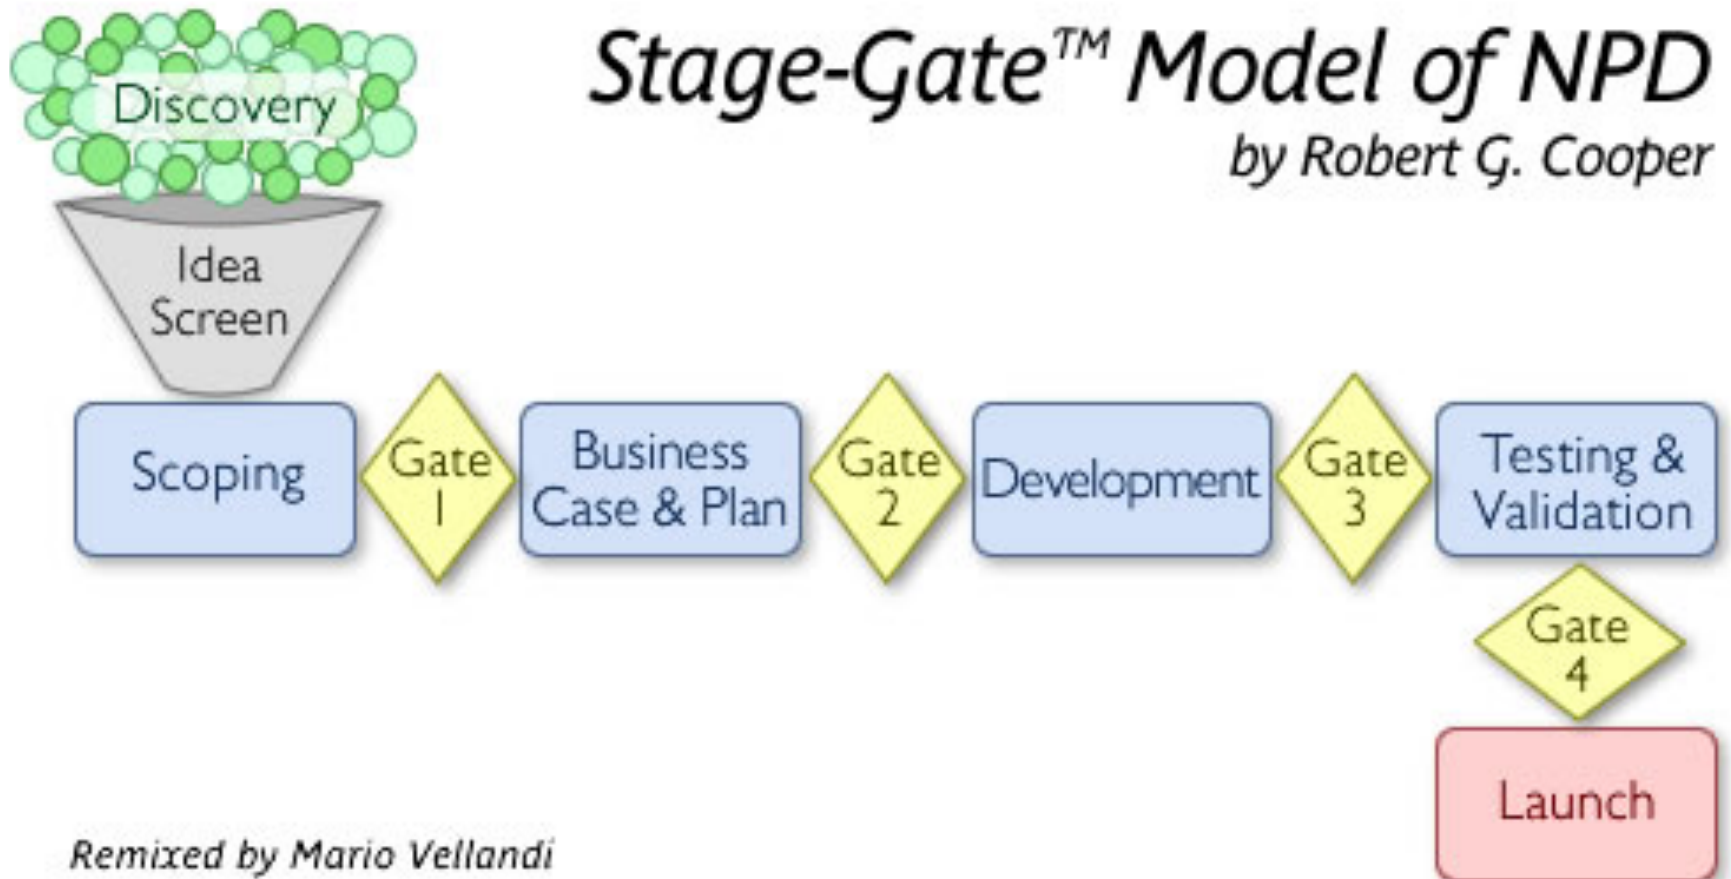 Discovery
Stage-Gate™ Model of NPD
by Robert G. Cooper
Idea
Screen
Scoping
Gate
1
Business
Case & Plan
Gate
2
Development
Gate
3
Testing &
Validation
Gate
4
Launch
Remixed by Mario Vellandi